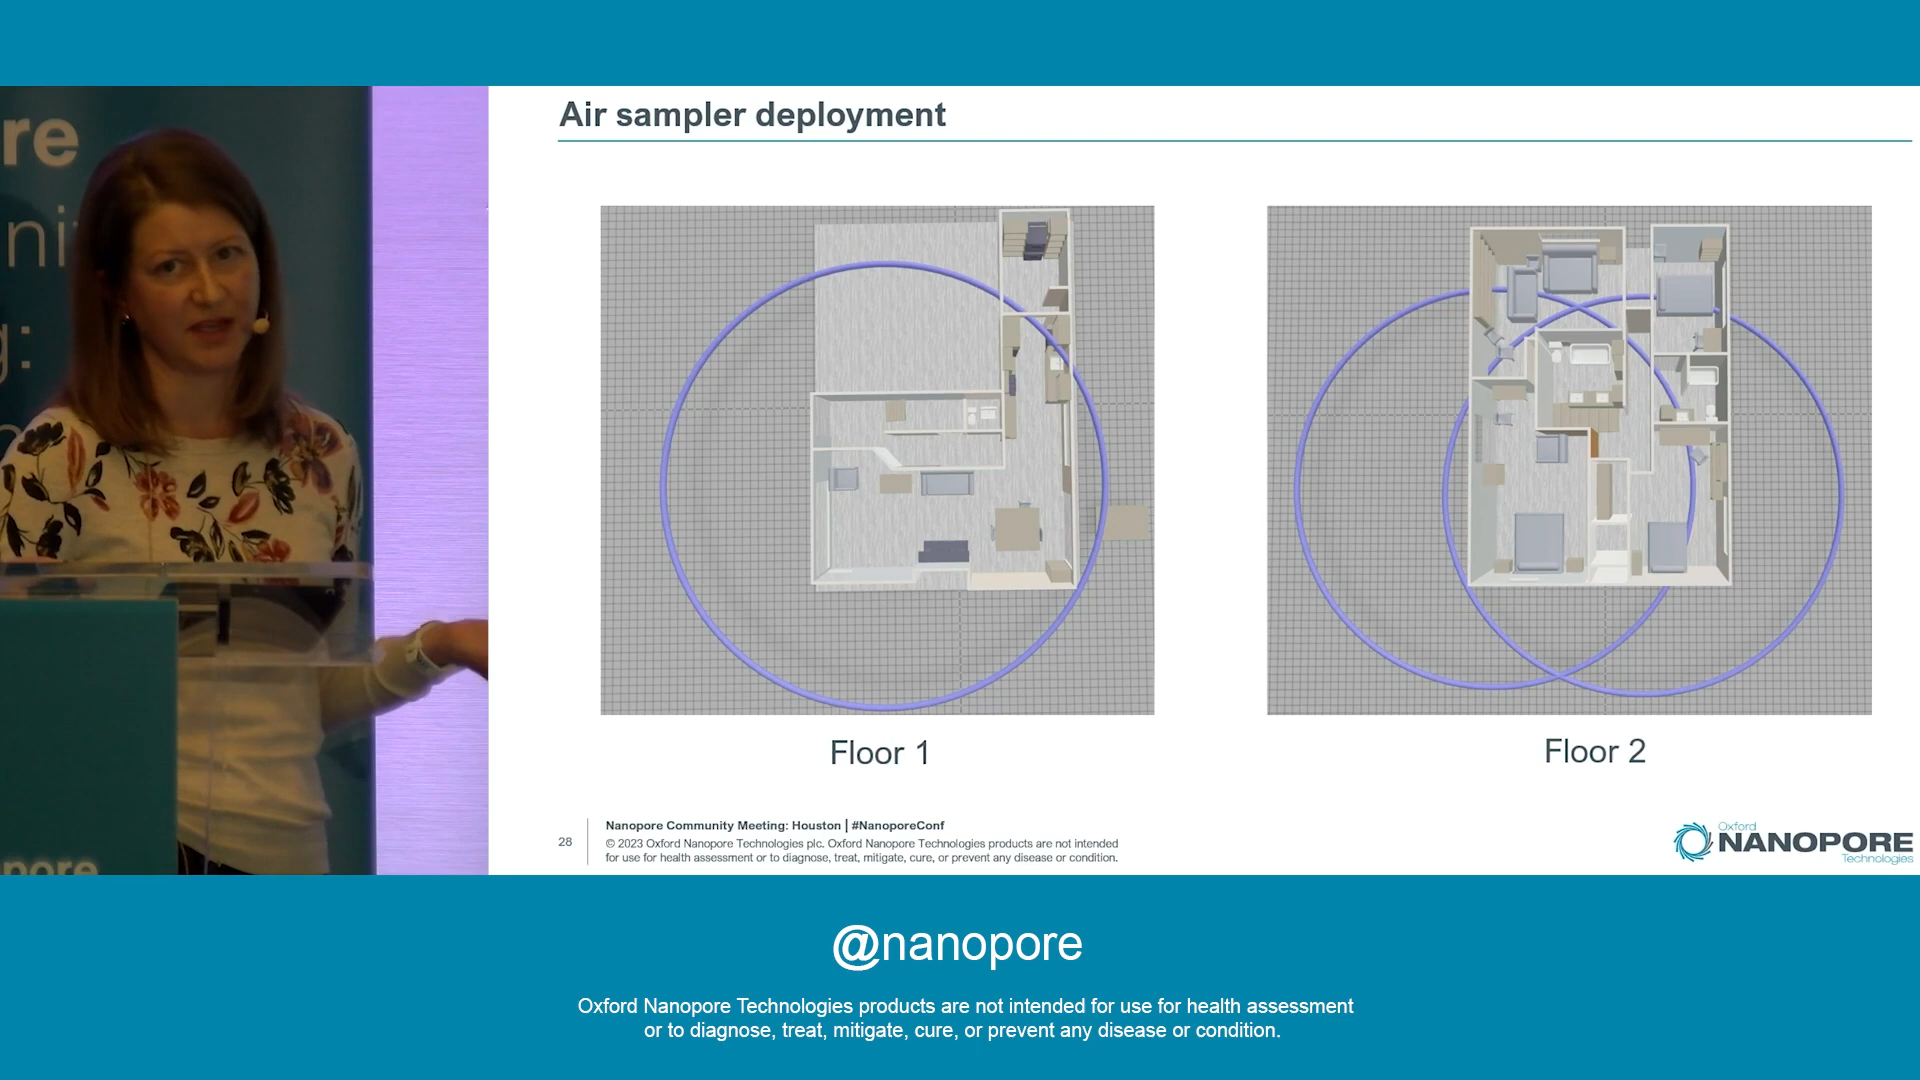 re
ni
g:
nopore
Air sampler deployment
Floor 1
Floor 2
28
Nanopore Community Meeting: Houston | #NanoporeConf
© 2023 Oxford Nanopore Technologies plc. Oxford Nanopore Technologies products are not intended
for use for health assessment or to diagnose, treat, mitigate, cure, or prevent any disease or condition.
Oxford
NANOPORE
Technologies
@nanopore
Oxford Nanopore Technologies products are not intended for use for health assessment
or to diagnose, treat, mitigate, cure, or prevent any disease or condition.